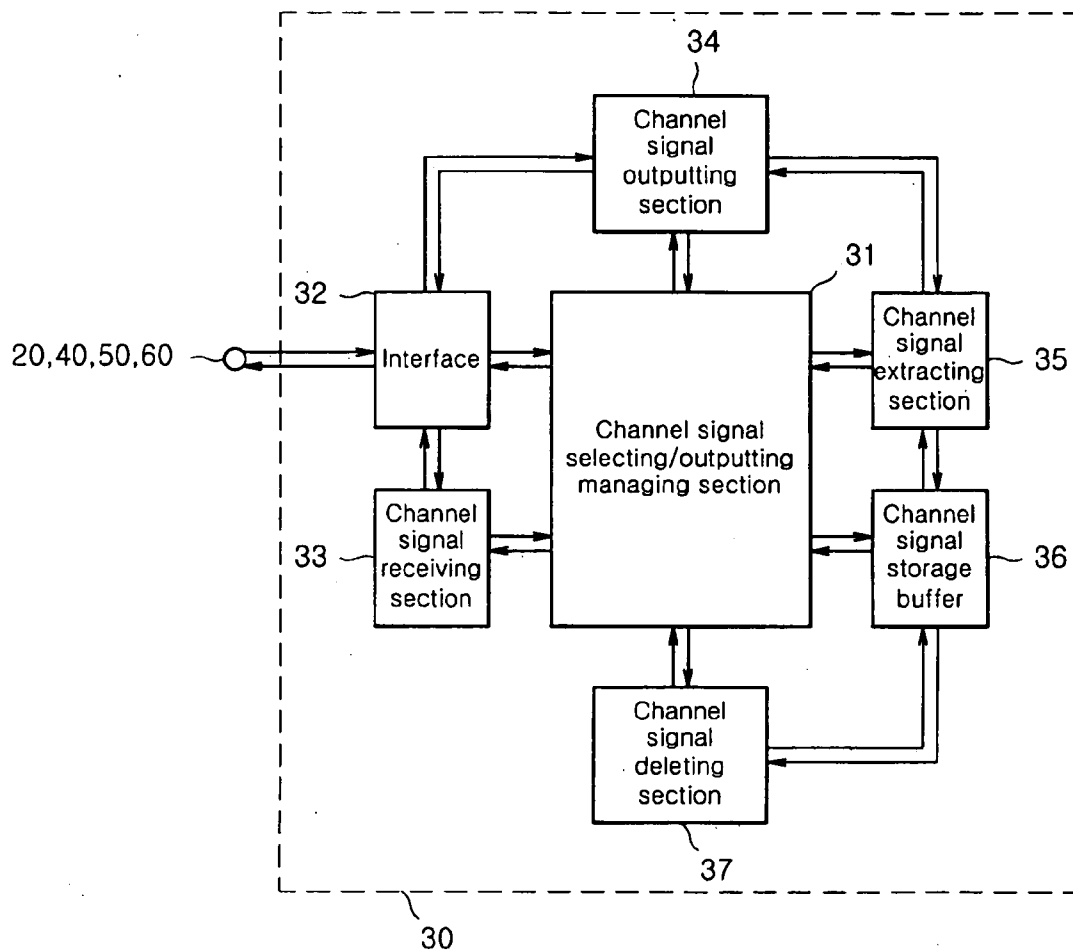 34
Channel
signal
outputting
section
31
32
20,40,50,60
Interface
Channel
signal
extracting
section
35
Channel signal
selecting/outputting
managing section
33
Channel
signal
receiving
section
Channel
signal
storage
buffer
36
Channel
signal
deleting
section
37
30